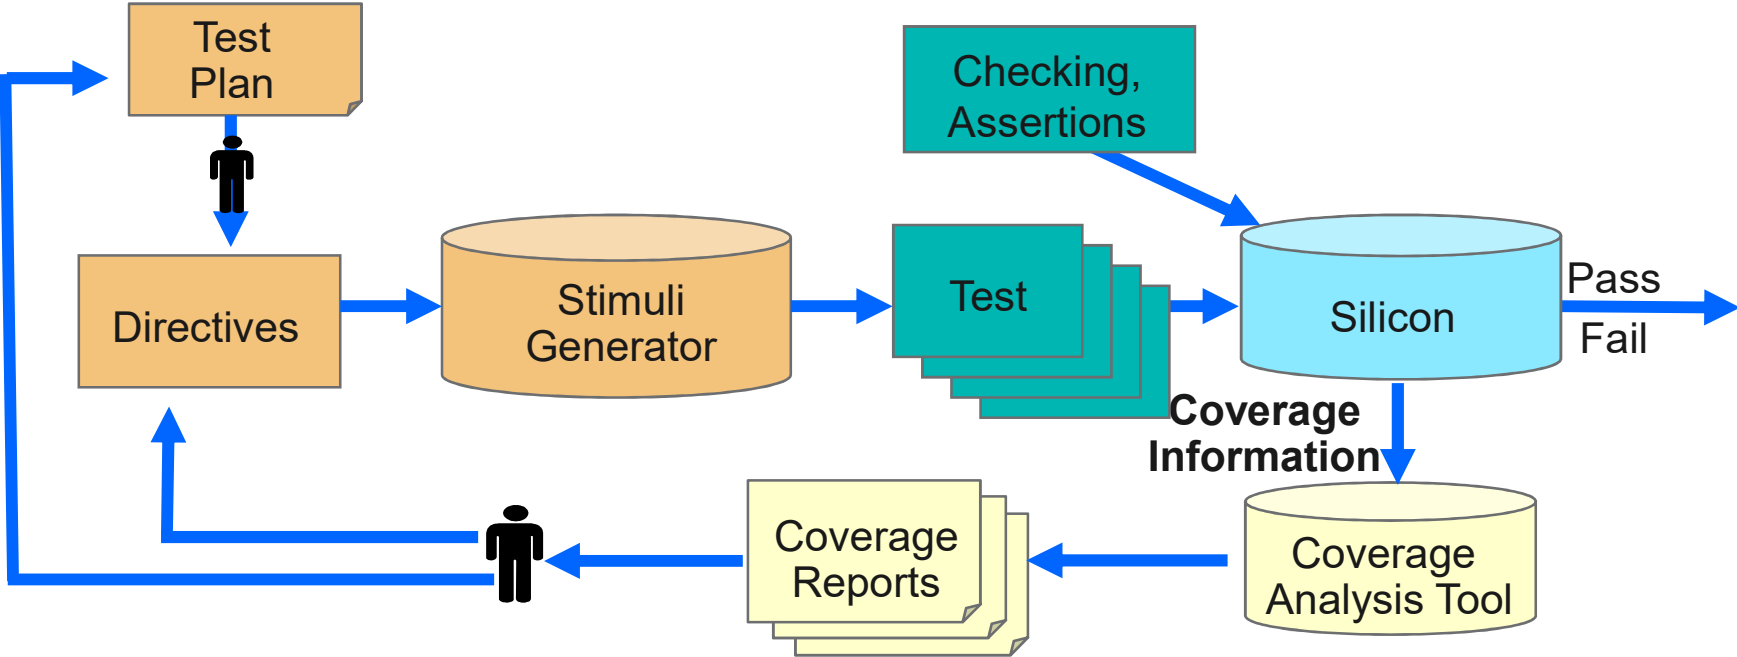 Test
Plan
Checking,
Assertions
Directives
Stimuli
Generator
Test
Silicon
Pass
Fail
Coverage
Information
Coverage
Reports
Coverage
Analysis Tool